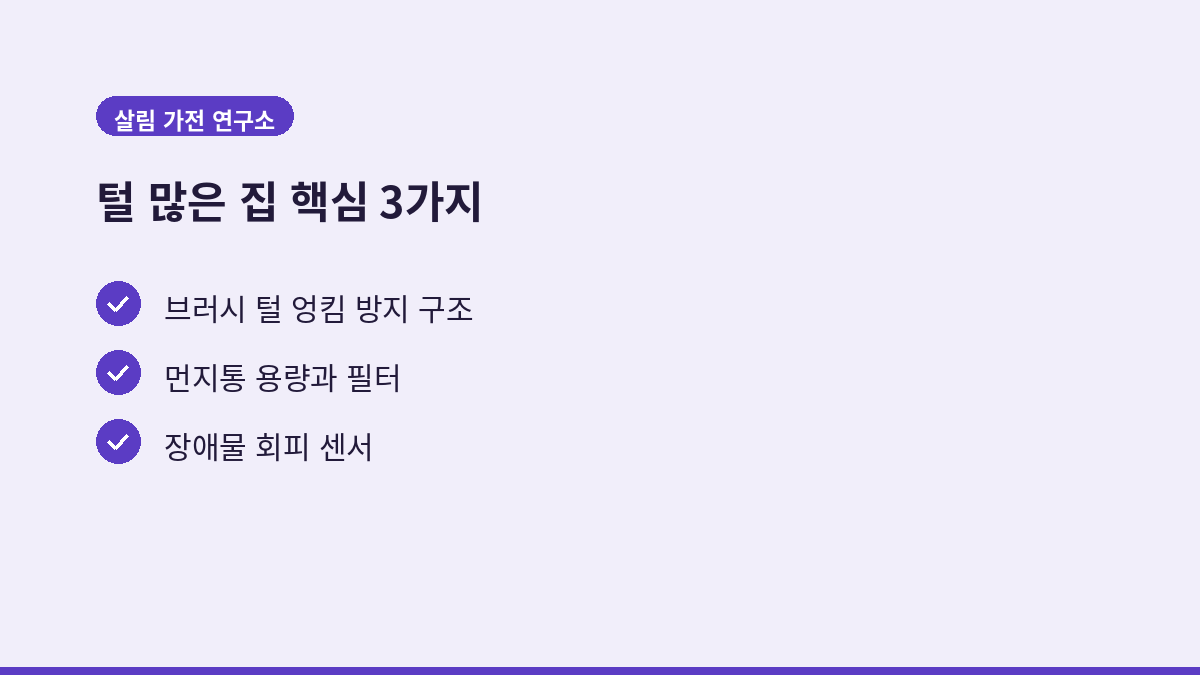 살림 가전 연구소
털 많은 집 핵심 3가지
브러시 털 엉킴 방지 구조
먼지통 용량과 필터
장애물 회피 센서